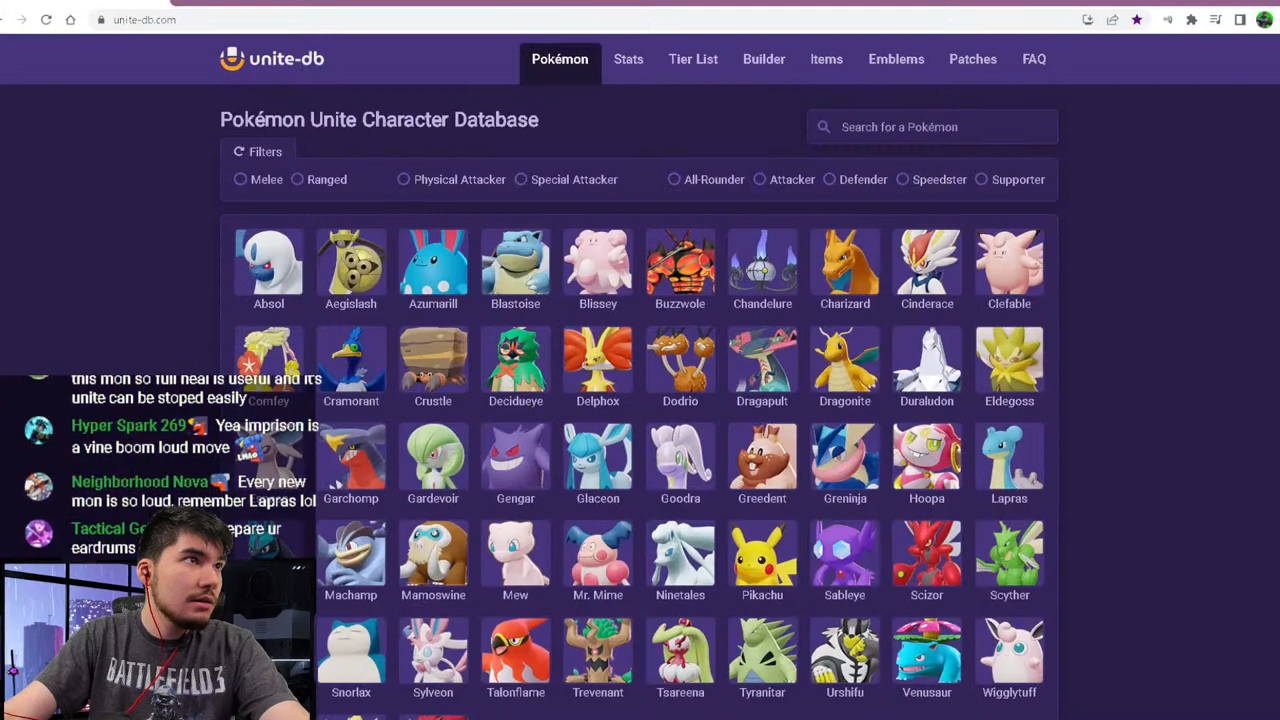 unite-db.com
unite-db
Pokémon Stats Tier List Builder Items Emblems Patches FAQ
Pokémon Unite Character Database
Search for a Pokémon
Filters
Melee Ranged Physical Attacker Special Attacker All-Rounder Attacker Defender Speedster Supporter
Absol Aegislash Azumarill Blastoise Blissey Buzzwole Chandelure Charizard Cinderace Clefable
Comfey Cramorant Crustle Decidueye Delphox Dodrio Dragapult Dragonite Duraludon Eldegoss
Garchomp Gardevoir Gengar Glaceon Goodra Greedent Greninja Hoopa Lapras
Machamp Mamoswine Mew Mr. Mime Ninetales Pikachu Sableye Scizor Scyther
Snorlax Sylveon Talonflame Trevenant Tsareena Tyranitar Urshifu Venusaur Wigglytuff
this mon so full heal is useful and it's
unite can be stoped easily
Hyper Spark 269 Yea imprison is
a vine boom loud move
LMAO
Neighborhood Nova Every new
mon is so loud, remember Lapras lol
Tactical Ge epare ur
eardrums
BATTLEFIELD 3